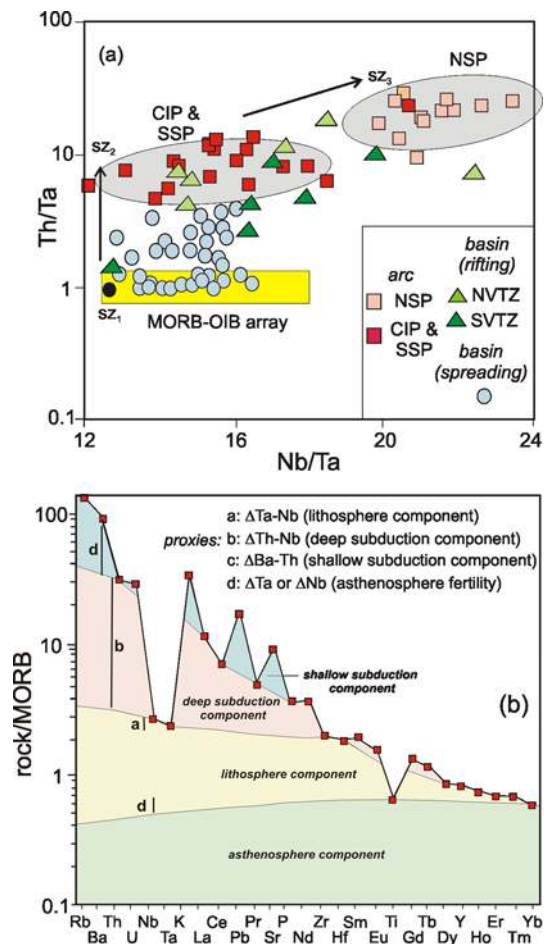 (a)
100
10
1
0.1
Th/Ta
12
16
20
24
Nb/Ta
NSP
SZ3
CIP &
SSP
SZ2
SZ1
MORB-OIB array
arc
NSP
CIP &
SSP
basin
(rifting)
NVTZ
SVTZ
basin
(spreading)
(b)
100
10
1
0.1
rock/MORB
proxies:
a: ΔTa-Nb (lithosphere component)
b: ΔTh-Nb (deep subduction component)
c: ΔBa-Th (shallow subduction component)
d: ΔTa or ΔNb (asthenosphere fertility)
d
b
a
d
shallow subduction
component
deep subduction
component
lithosphere component
asthenosphere component
Rb Th Nb K Ce Pr P Zr Sm Ti Tb Y Er Yb
Ba U Ta La Pb Sr Nd Hf Eu Gd Dy Ho Tm